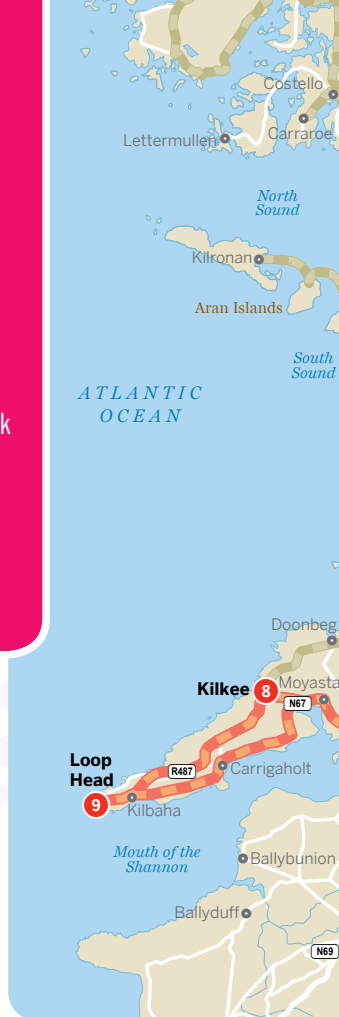 Costello
Lettermullen
Carraroe
North
Sound
Kilronan
Aran Islands
South
Sound
ATLANTIC
OCEAN
k
Doonbeg
Kilkee 8
Moyasta
N67
Loop
Head
R487
Carrigaholt
9
Kilbaha
Mouth of the
Shannon
Ballybunion
Ballyduff
N69